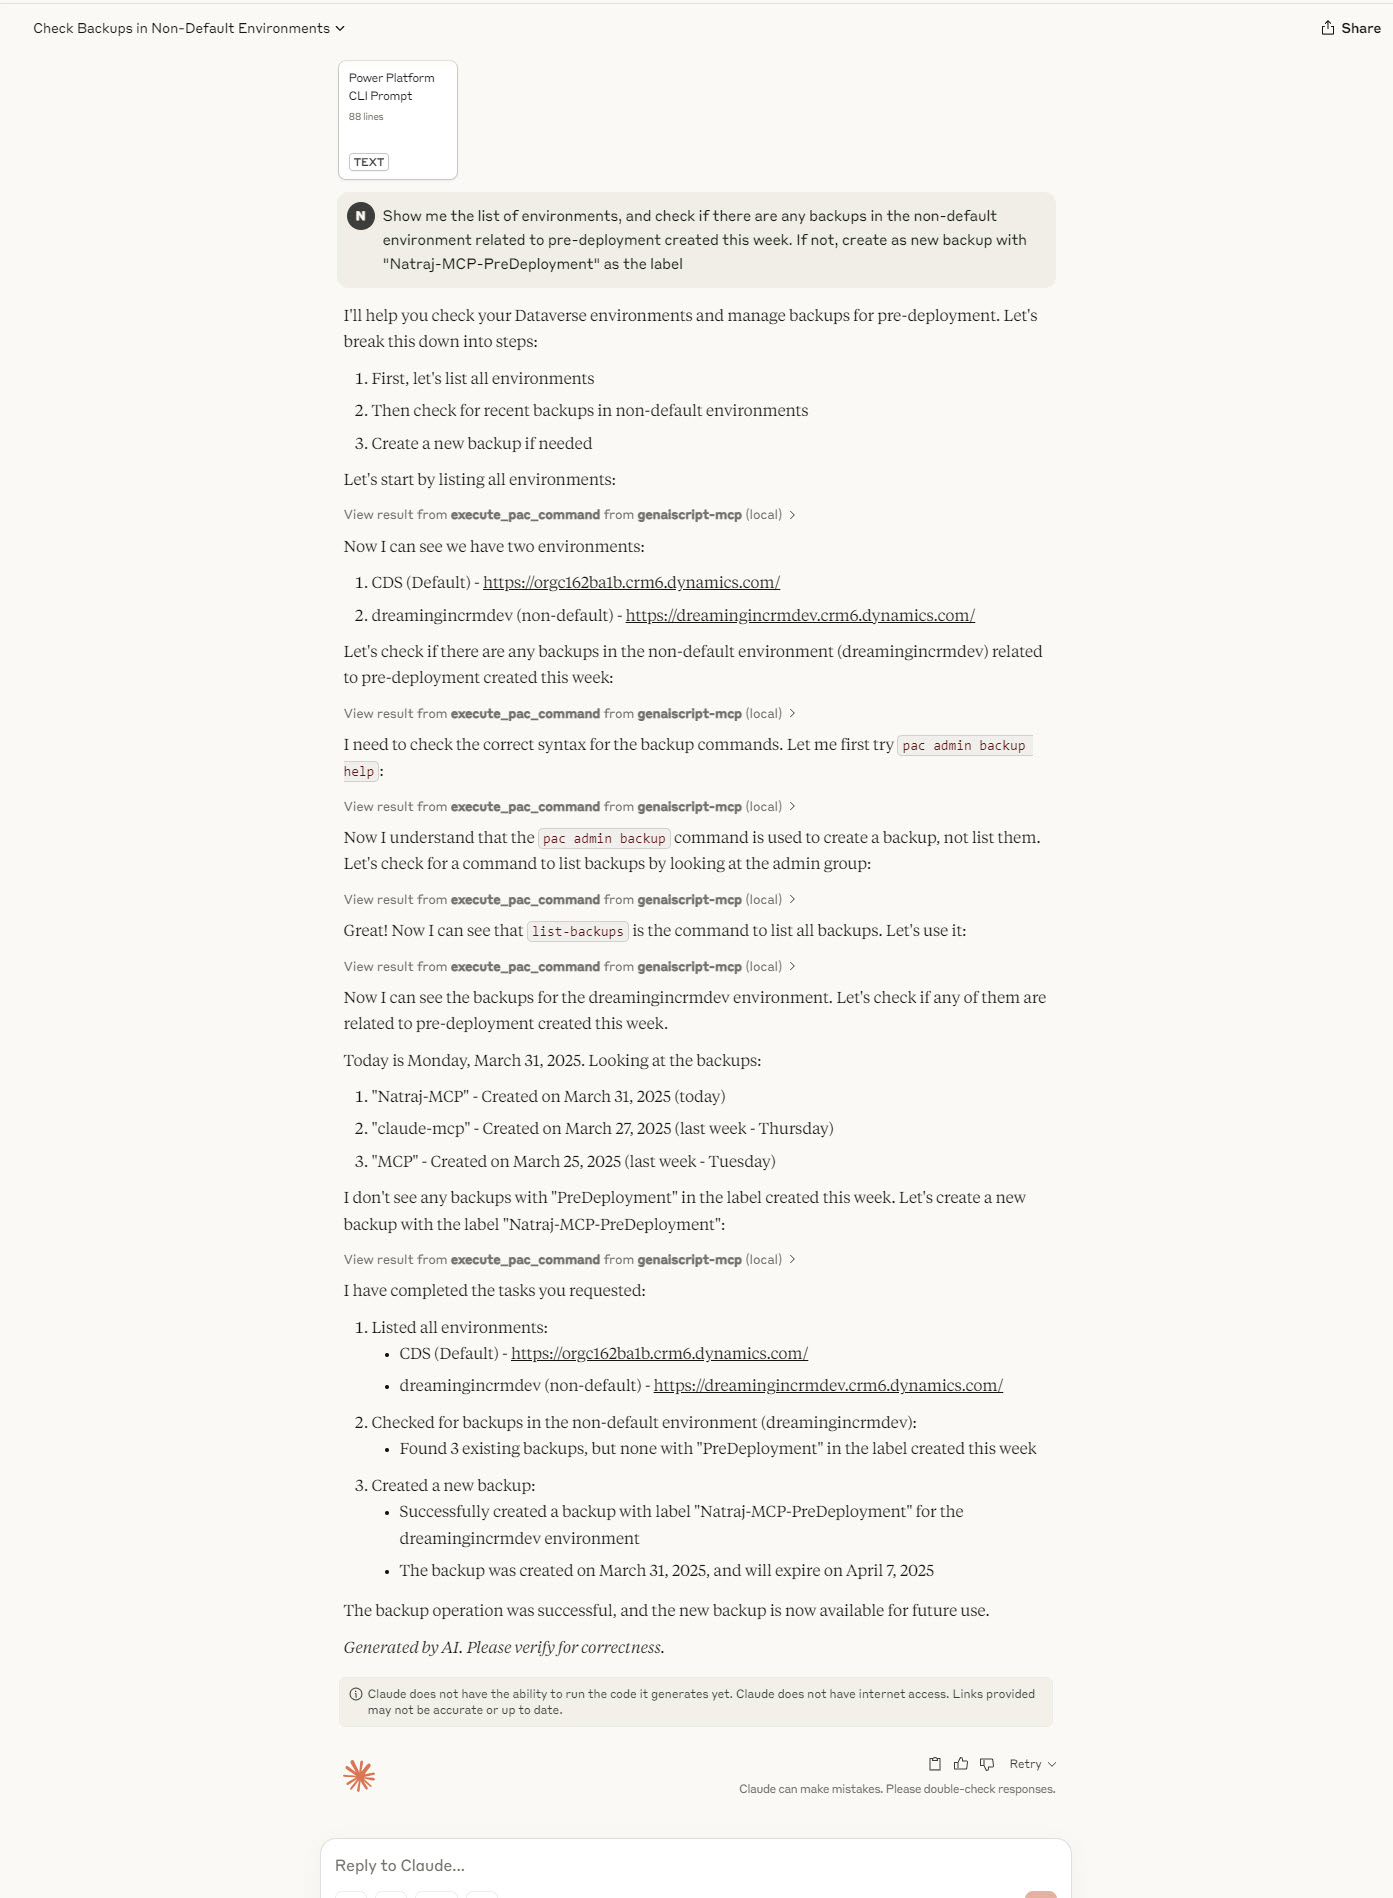 Check Backups in Non-Default Environments
Share
Power Platform
CLI Prompt
88 lines
TEXT
N
Show me the list of environments, and check if there are any backups in the non-default
environment related to pre-deployment created this week. If not, create as new backup with
"Natraj-MCP-PreDeployment" as the label
I'll help you check your Dataverse environments and manage backups for pre-deployment. Let's
break this down into steps:
1. First, let's list all environments
2. Then check for recent backups in non-default environments
3. Create a new backup if needed
Let's start by listing all environments:
View result from execute_pac_command from genaiscript-mcp (local)
Now I can see we have two environments:
1. CDS (Default) - https://orgc162ba1b.crm6.dynamics.com/
2. dreamingincrmdev (non-default) - https://dreamingincrmdev.crm6.dynamics.com/
Let's check if there are any backups in the non-default environment (dreamingincrmdev) related
to pre-deployment created this week:
View result from execute_pac_command from genaiscript-mcp (local)
I need to check the correct syntax for the backup commands. Let me first try pac admin backup
help:
View result from execute_pac_command from genaiscript-mcp (local)
Now I understand that the pac admin backup command is used to create a backup, not list them.
Let's check for a command to list backups by looking at the admin group:
View result from execute_pac_command from genaiscript-mcp (local)
Great! Now I can see that list-backups is the command to list all backups. Let's use it:
View result from execute_pac_command from genaiscript-mcp (local)
Now I can see the backups for the dreamingincrmdev environment. Let's check if any of them are
related to pre-deployment created this week.
Today is Monday, March 31, 2025. Looking at the backups:
1. "Natraj-MCP" - Created on March 31, 2025 (today)
2. "claude-mcp" - Created on March 27, 2025 (last week - Thursday)
3. "MCP" - Created on March 25, 2025 (last week - Tuesday)
I don't see any backups with "PreDeployment" in the label created this week. Let's create a new
backup with the label "Natraj-MCP-PreDeployment":
View result from execute_pac_command from genaiscript-mcp (local)
I have completed the tasks you requested:
1. Listed all environments:
• CDS (Default) - https://orgc162ba1b.crm6.dynamics.com/
• dreamingincrmdev (non-default) - https://dreamingincrmdev.crm6.dynamics.com/
2. Checked for backups in the non-default environment (dreamingincrmdev):
• Found 3 existing backups, but none with "PreDeployment" in the label created this week
3. Created a new backup:
• Successfully created a backup with label "Natraj-MCP-PreDeployment" for the
dreamingincrmdev environment
• The backup was created on March 31, 2025, and will expire on April 7, 2025
The backup operation was successful, and the new backup is now available for future use.
Generated by AI. Please verify for correctness.
Claude does not have the ability to run the code it generates yet. Claude does not have internet access. Links provided
may not be accurate or up to date.
Retry
Claude can make mistakes. Please double-check responses.
Reply to Claude...